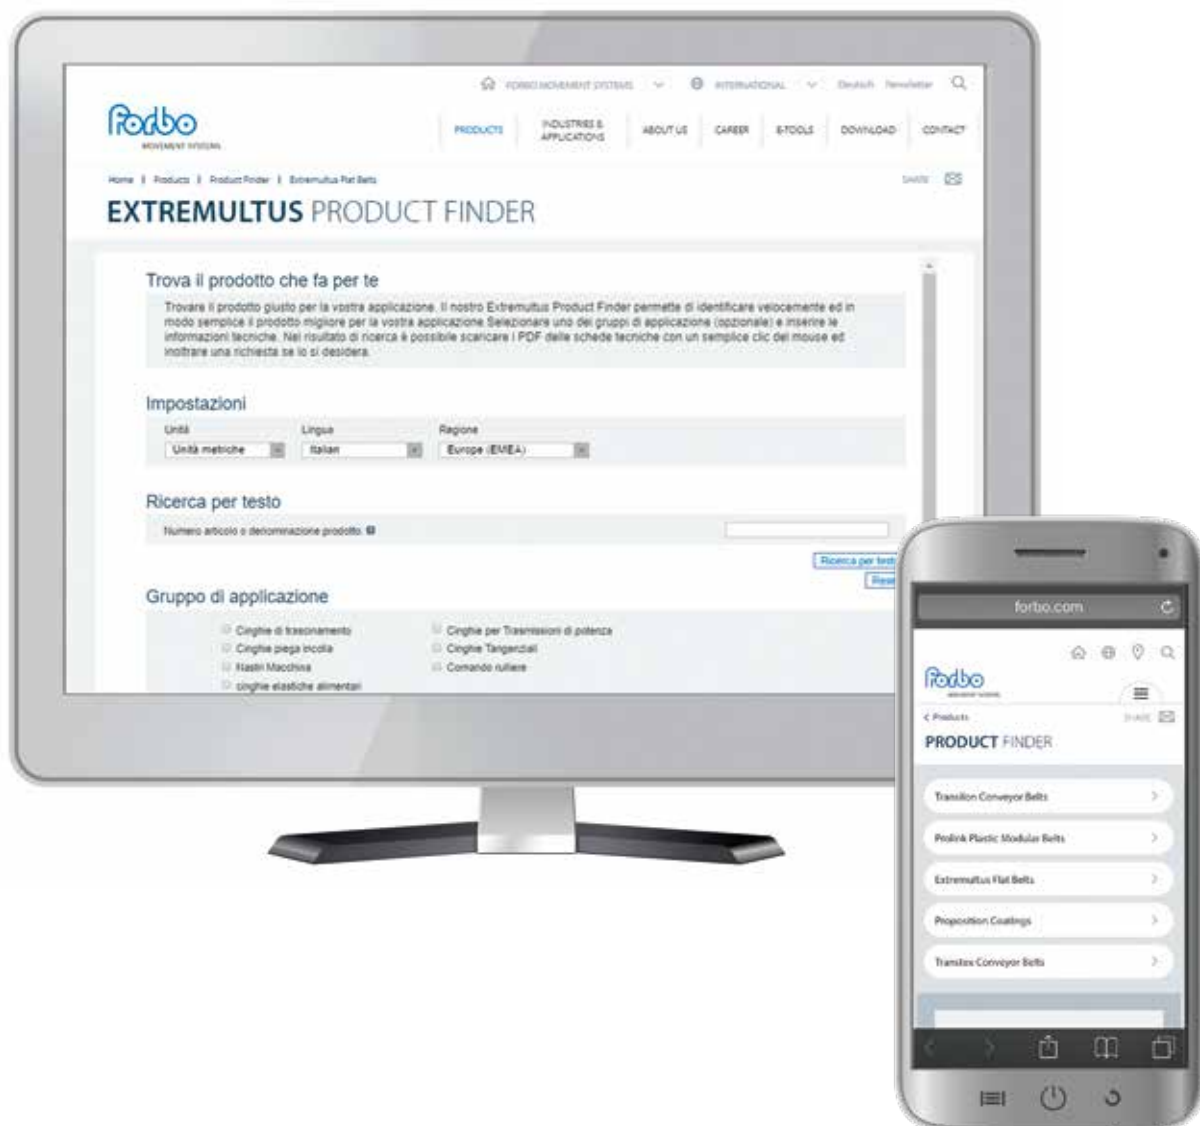 FORBO MOVEMENT SYSTEMS INTERNATIONAL Deutsch Newsletter
Forbo
MOVEMENT SYSTEMS
PRODUCTS INDUSTRIES & APPLICATIONS ABOUT US CAREER E-TOOLS DOWNLOAD CONTACT
Home | Products | Product Finder | Extremultus Flat Belts SHARE
EXTREMULTUS PRODUCT FINDER
Trova il prodotto che fa per te
Trovare il prodotto giusto per la vostra applicazione. Il nostro Extremultus Product Finder permette di identificare velocemente ed in
modo semplice il prodotto migliore per la vostra applicazione.Selezionare uno dei gruppi di applicazione (opzionale) e inserire le
informazioni tecniche. Nel risultato di ricerca è possibile scaricare i PDF delle schede tecniche con un semplice clic del mouse ed
inoltrare una richiesta se lo si desidera.
Impostazioni
Unità Lingua Regione
Unità metriche Italian Europe (EMEA)
Ricerca per testo
Numero articolo o denominazione prodotto.
Ricerca per testo
Reset
Gruppo di applicazione
Cinghie di trascinamento Cinghie per Trasmissioni di potenza
Cinghie piega incolla Cinghie Tangenziali
Nastri Macchina Comando rulliere
cinghie elastiche alimentari
forbo.com
Forbo
MOVEMENT SYSTEMS
< Products SHARE
PRODUCT FINDER
Transilon Conveyor Belts
Prolink Plastic Modular Belts
Extremultus Flat Belts
Proposition Coatings
Transtex Conveyor Belts